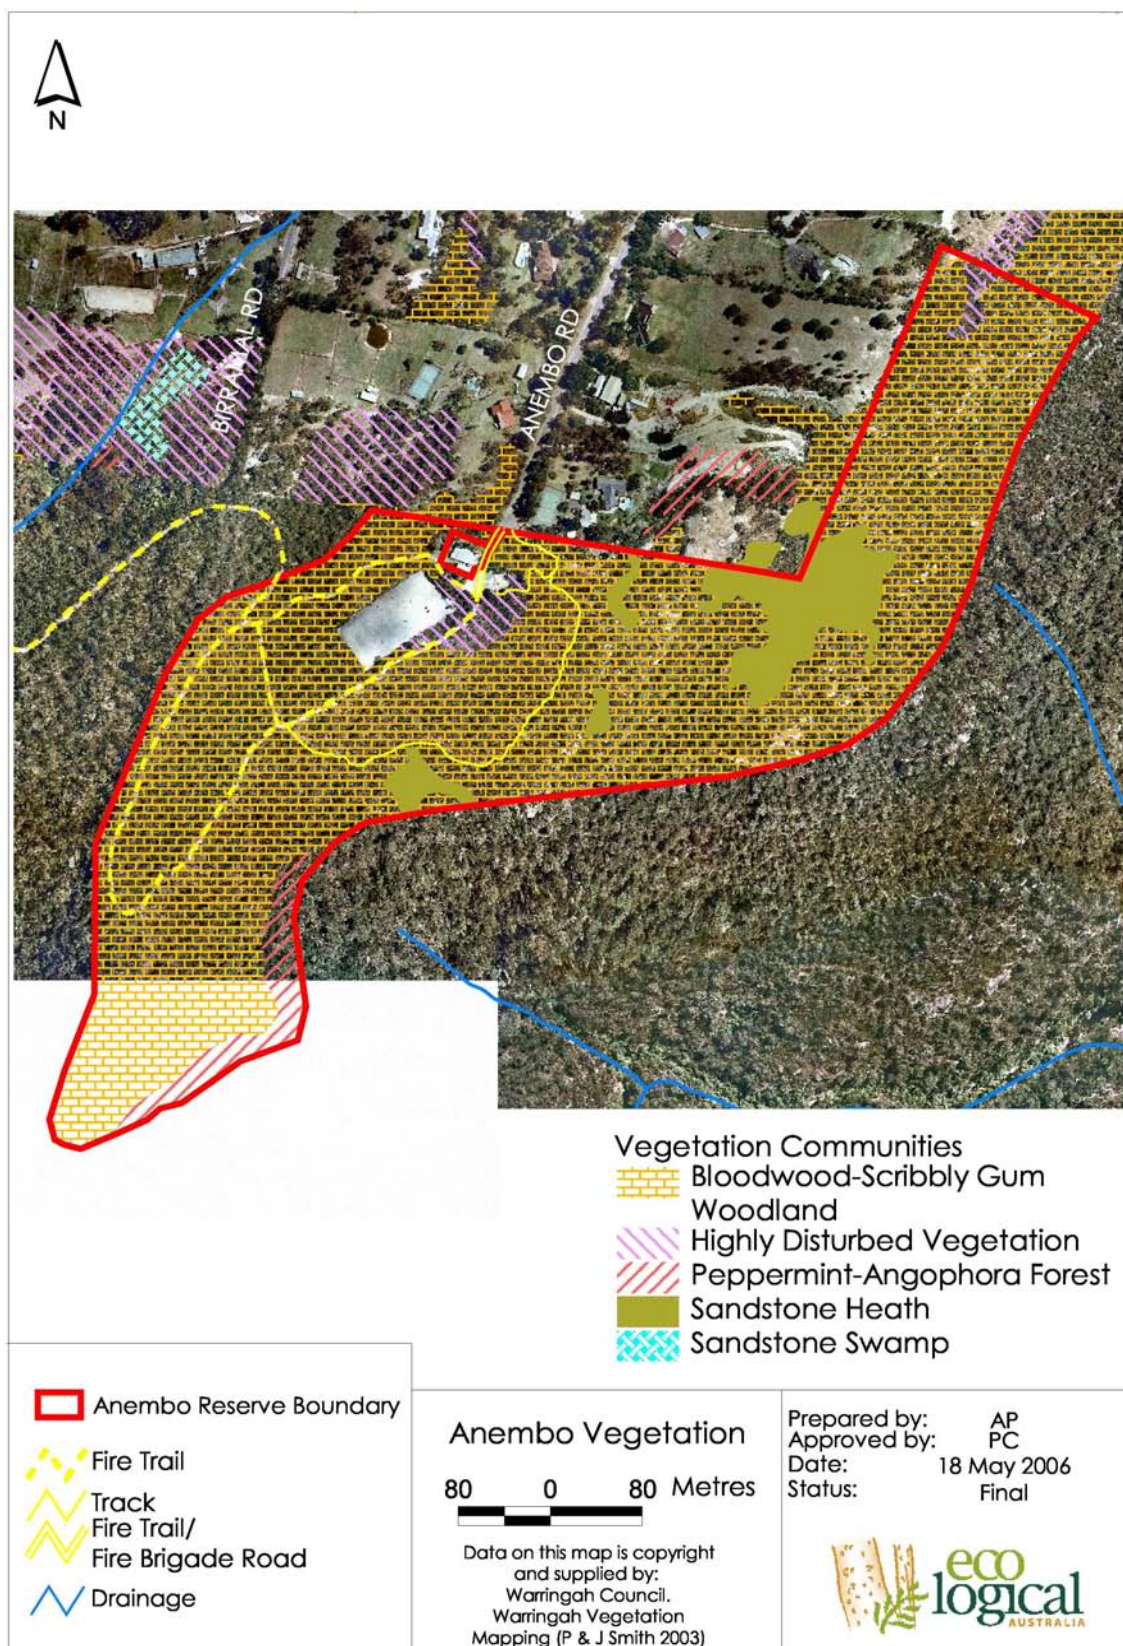 N
BIRRAMAL RD
ANEMBO RD
Vegetation Communities
Bloodwood-Scribbly Gum
Woodland
Highly Disturbed Vegetation
Peppermint-Angophora Forest
Sandstone Heath
Sandstone Swamp
Anembo Reserve Boundary
Fire Trail
Track
Fire Trail/
Fire Brigade Road
Drainage
Anembo Vegetation
80 0 80 Metres
Data on this map is copyright
and supplied by:
Warringah Council.
Warringah Vegetation
Mapping (P & J Smith 2003)
Prepared by: AP
Approved by: PC
Date: 18 May 2006
Status: Final
eco
logical
AUSTRALIA